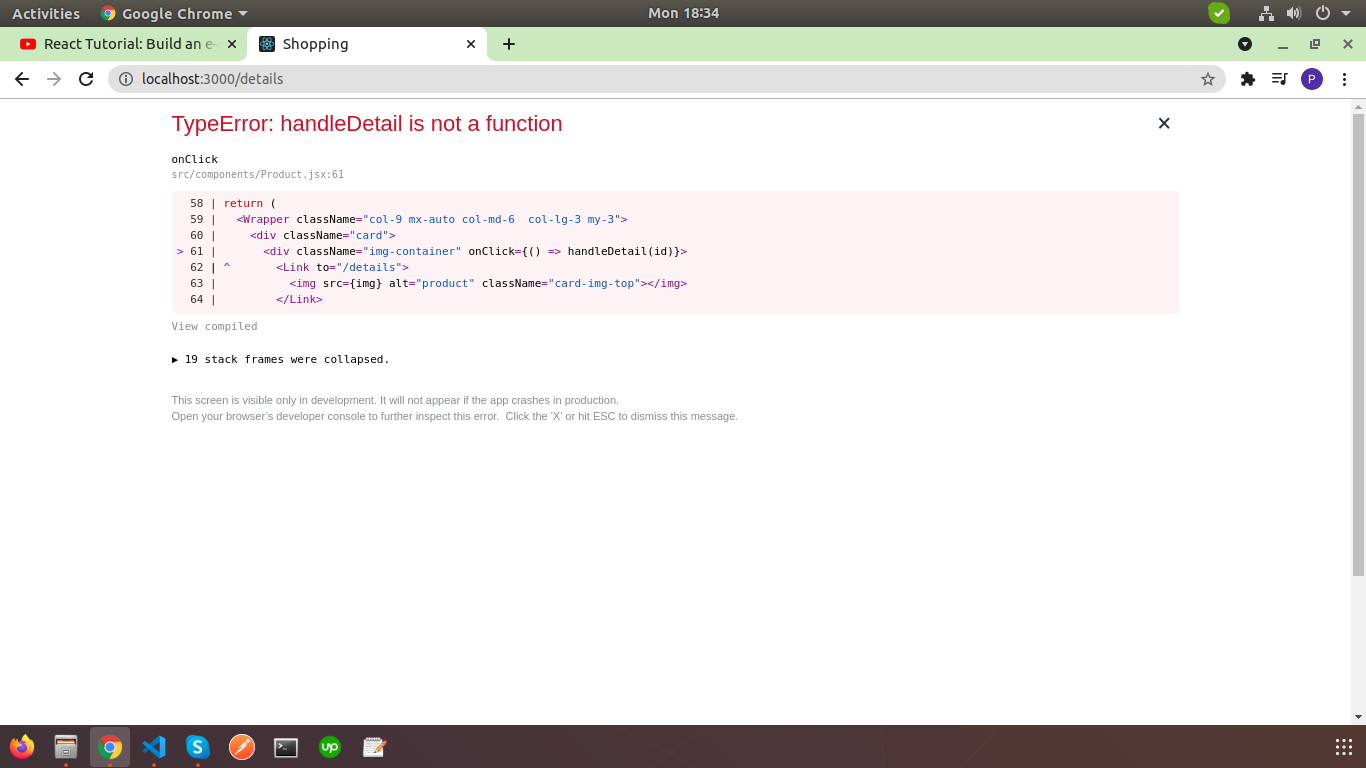 Activities Google Chrome Mon 18:34
React Tutorial: Build an e- Shopping
localhost:3000/details P
TypeError: handleDetail is not a function
onClick
src/components/Product.jsx:61
58 | return (
59 | <Wrapper className="col-9 mx-auto col-md-6  col-lg-3 my-3">
60 | <div className="card">
> 61 | <div className="img-container" onClick={() => handleDetail(id)}>
62 | ^ <Link to="/details">
63 | <img src={img} alt="product" className="card-img-top"></img>
64 | </Link>
View compiled
▶ 19 stack frames were collapsed.
This screen is visible only in development. It will not appear if the app crashes in production.
Open your browser's developer console to further inspect this error.  Click the 'X' or hit ESC to dismiss this message.
S up